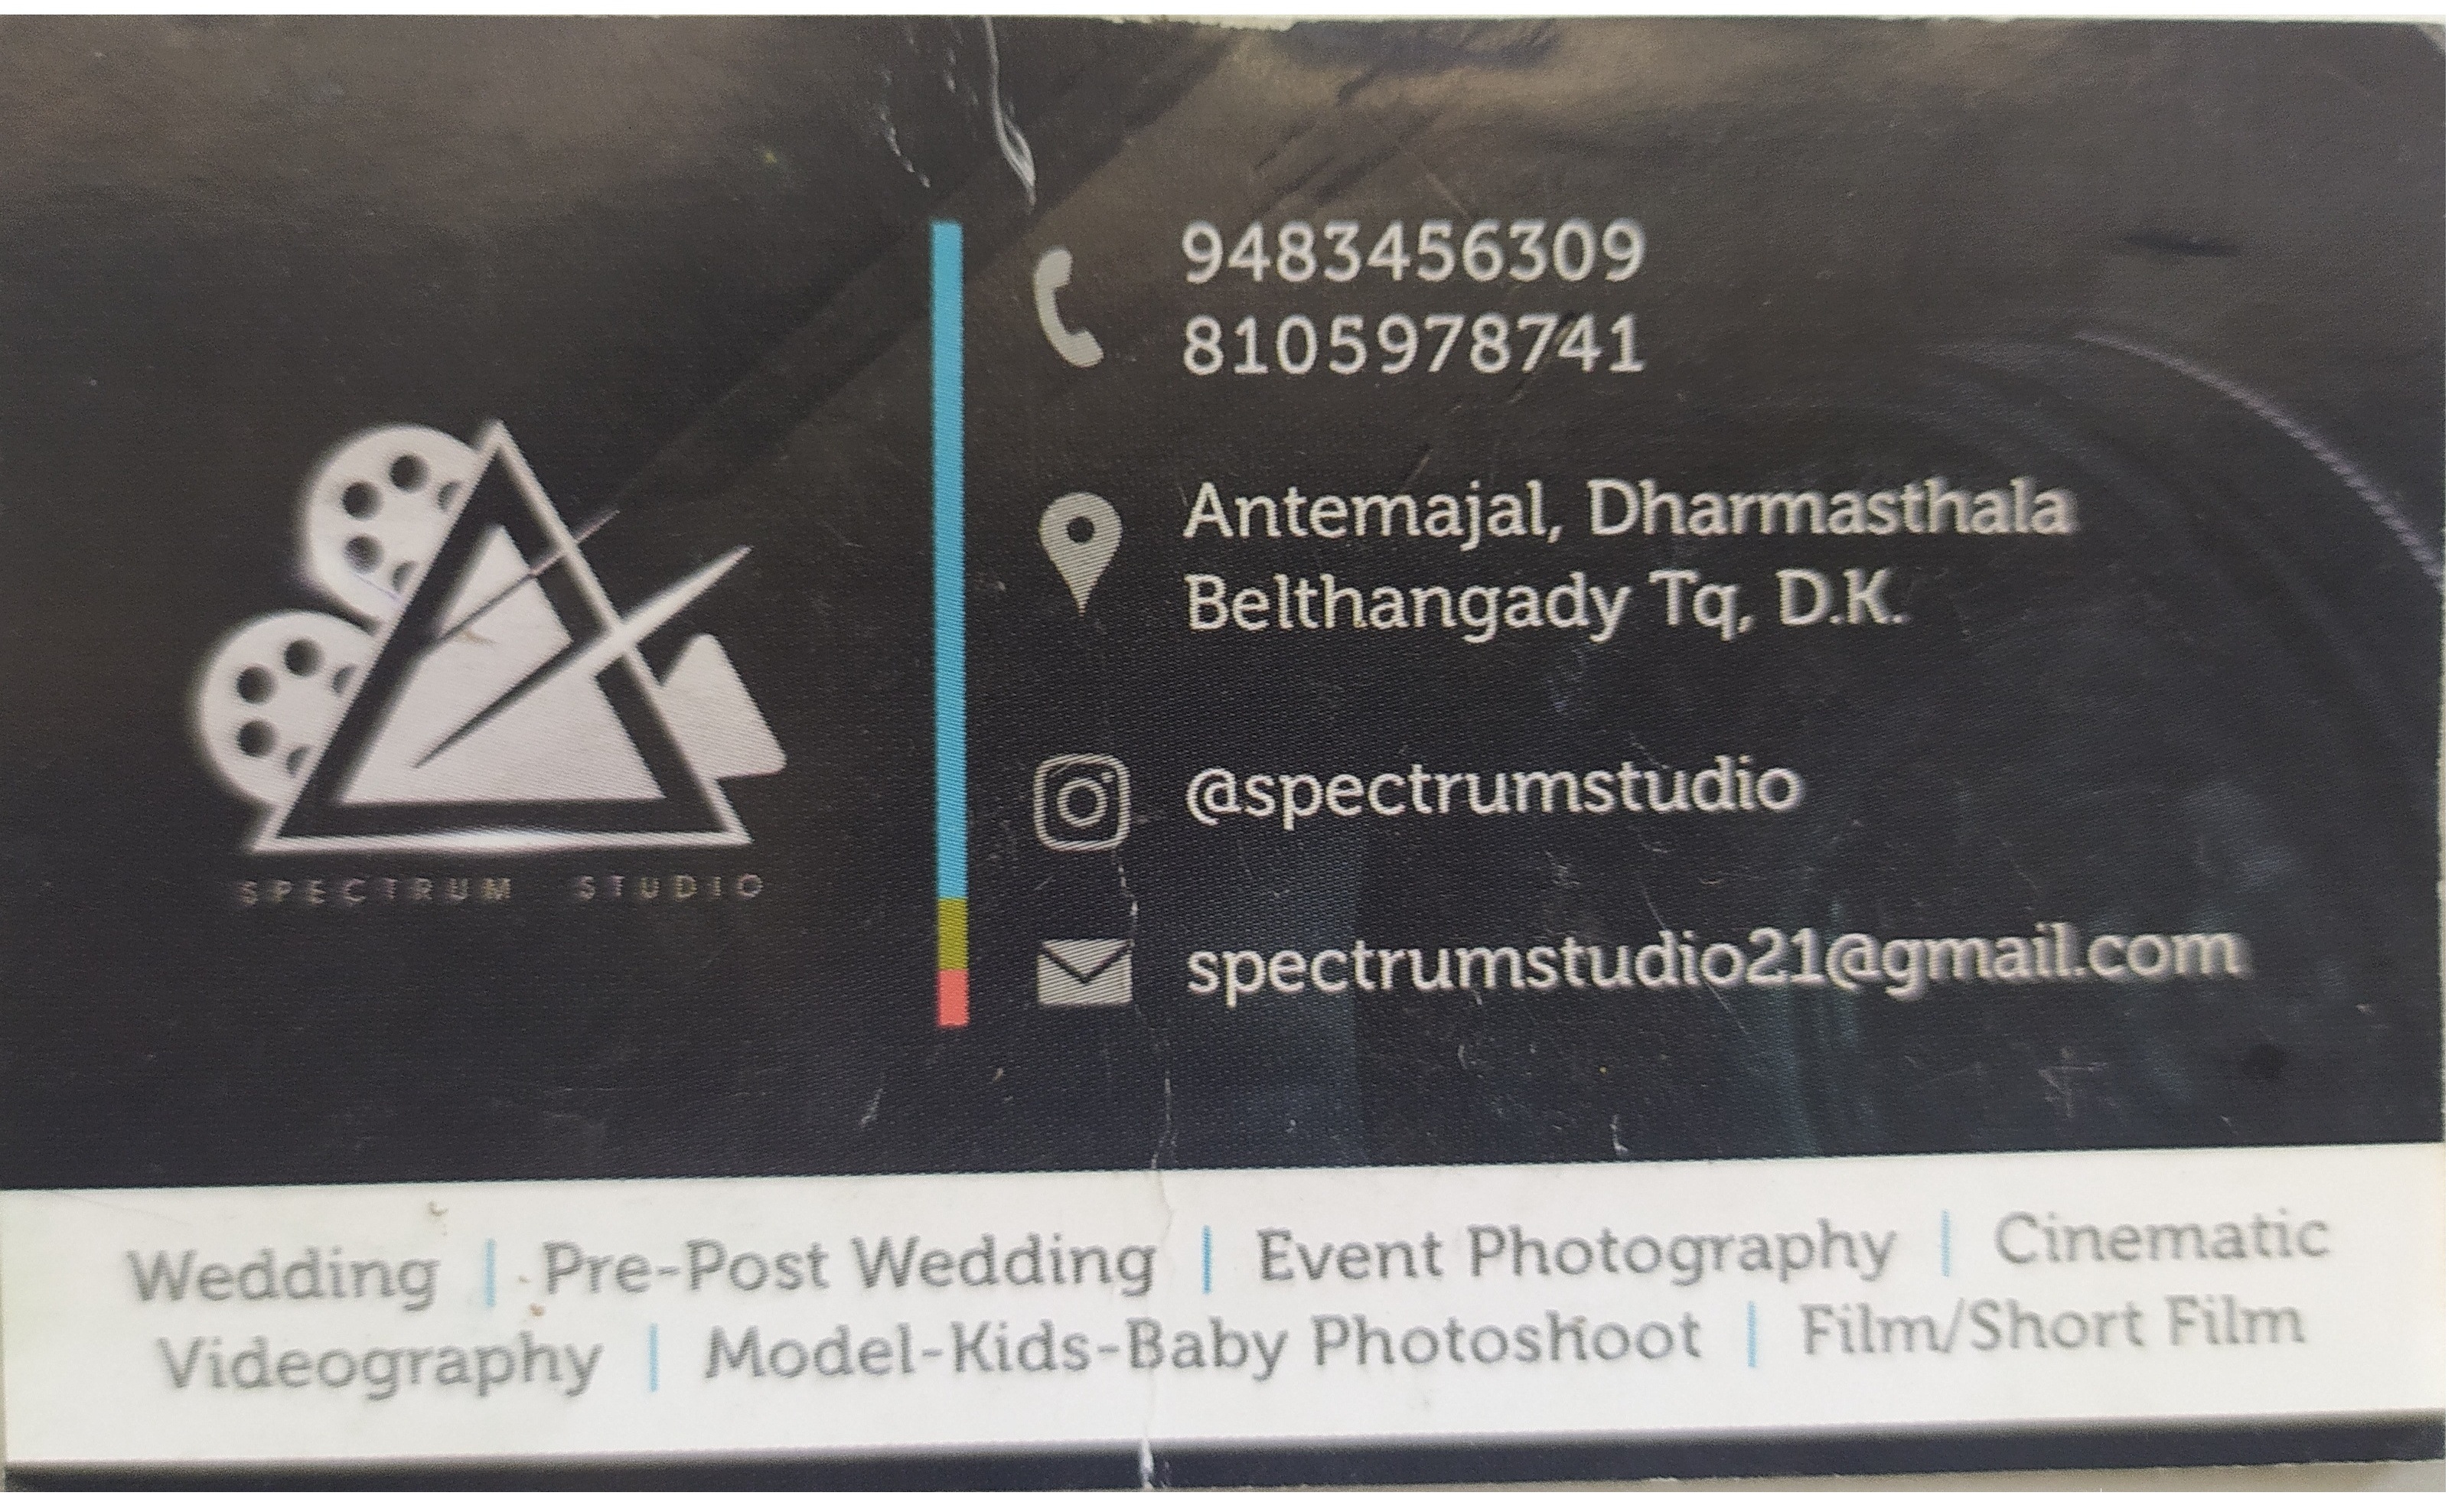 9483456309
8105978741
Antemajal, Dharmasthala
Belthangady Tq, D.K.
@spectrumstudio
spectrumstudio21@gmail.com
SPECTRUM STUDIO
Wedding | Pre-Post Wedding | Event Photography | Cinematic
Videography | Model-Kids-Baby Photoshoot | Film/Short Film